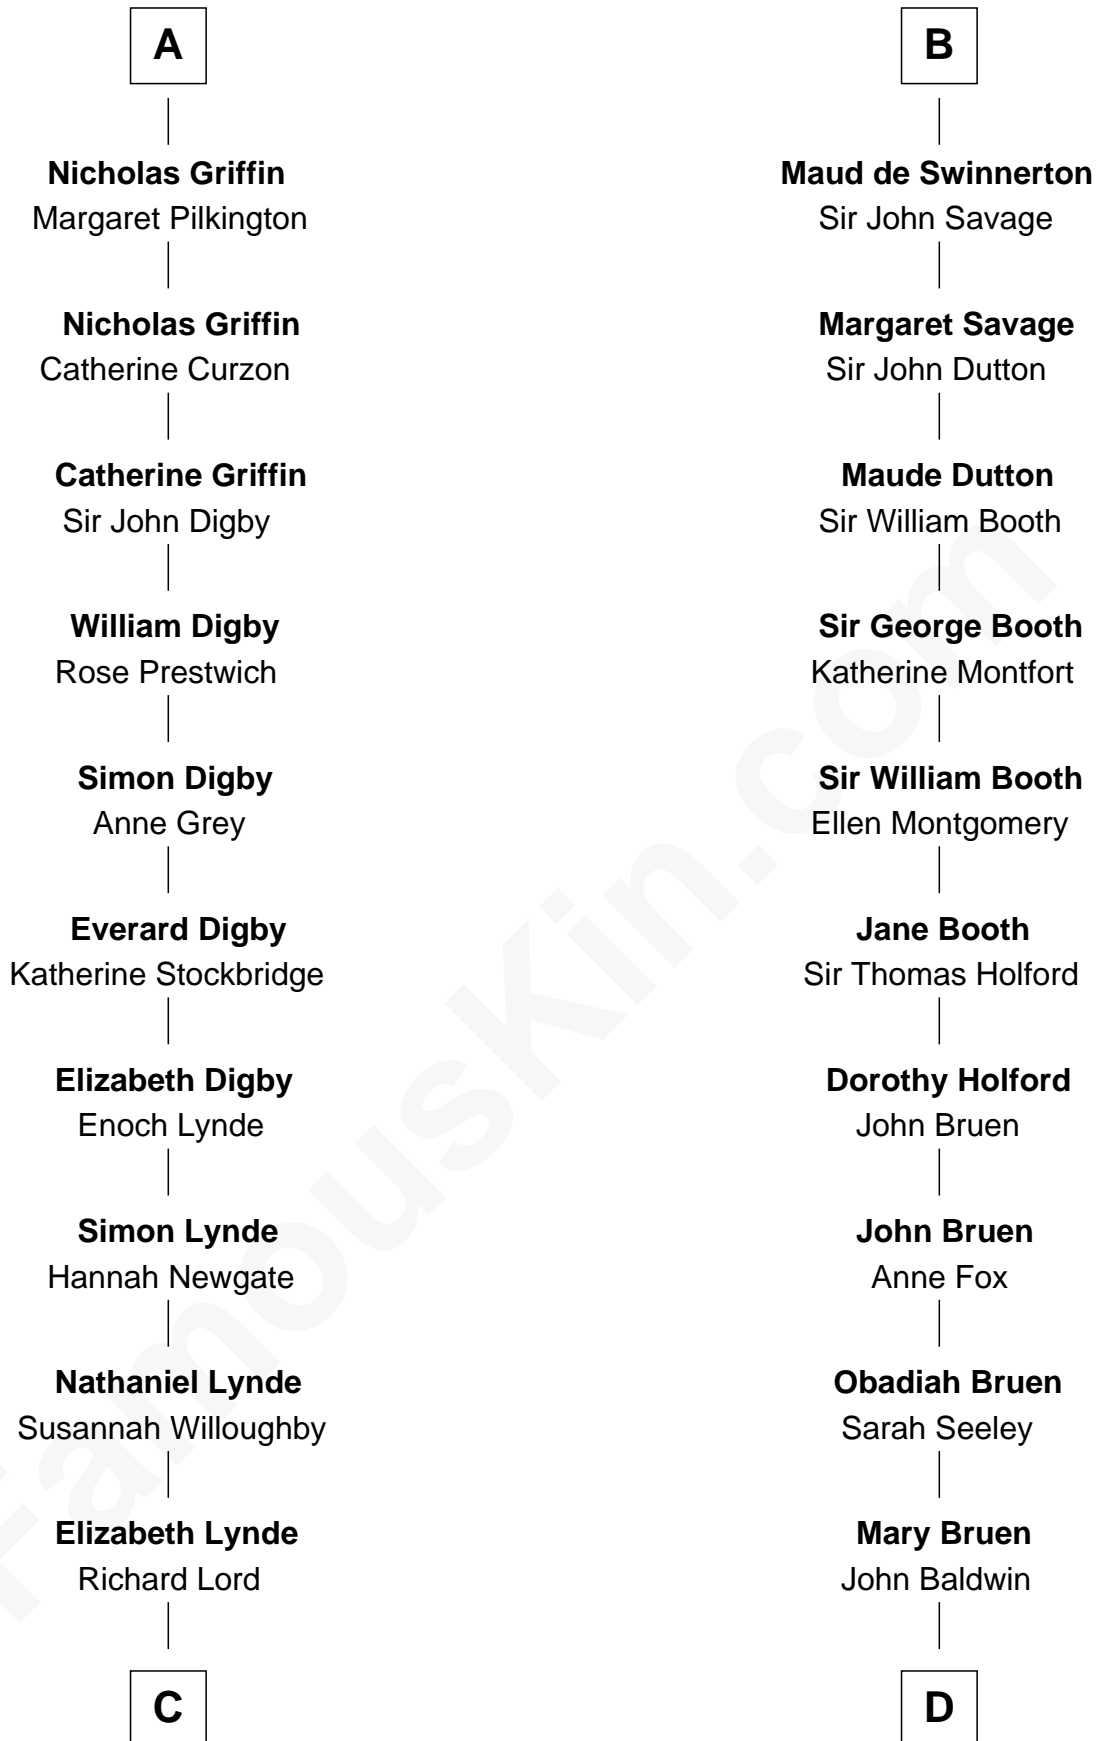 A
Nicholas Griffin
Margaret Pilkington
Nicholas Griffin
Catherine Curzon
Catherine Griffin
Sir John Digby
William Digby
Rose Prestwich
Simon Digby
Anne Grey
Everard Digby
Katherine Stockbridge
Elizabeth Digby
Enoch Lynde
Simon Lynde
Hannah Newgate
Nathaniel Lynde
Susannah Willoughby
Elizabeth Lynde
Richard Lord
C
B
Maud de Swinnerton
Sir John Savage
Margaret Savage
Sir John Dutton
Maude Dutton
Sir William Booth
Sir George Booth
Katherine Montfort
Sir William Booth
Ellen Montgomery
Jane Booth
Sir Thomas Holford
Dorothy Holford
John Bruen
John Bruen
Anne Fox
Obadiah Bruen
Sarah Seeley
Mary Bruen
John Baldwin
D
FamousKin.com